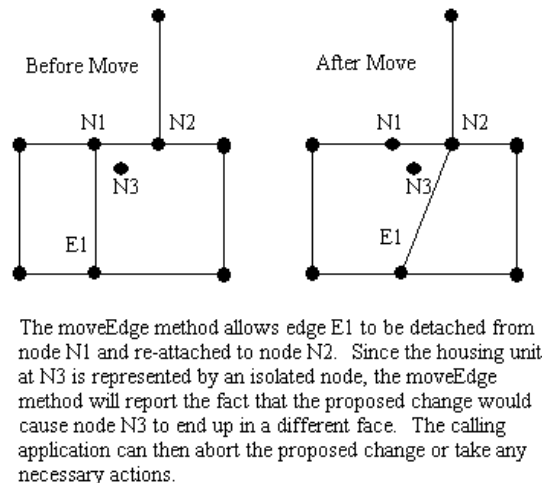 Before Move
After Move
N1
N2
N3
E1
N1
N2
N3
E1
The moveEdge method allows edge E1 to be detached from
node N1 and re-attached to node N2. Since the housing unit
at N3 is represented by an isolated node, the moveEdge
method will report the fact that the proposed change would
cause node N3 to end up in a different face. The calling
application can then abort the proposed change or take any
necessary actions.